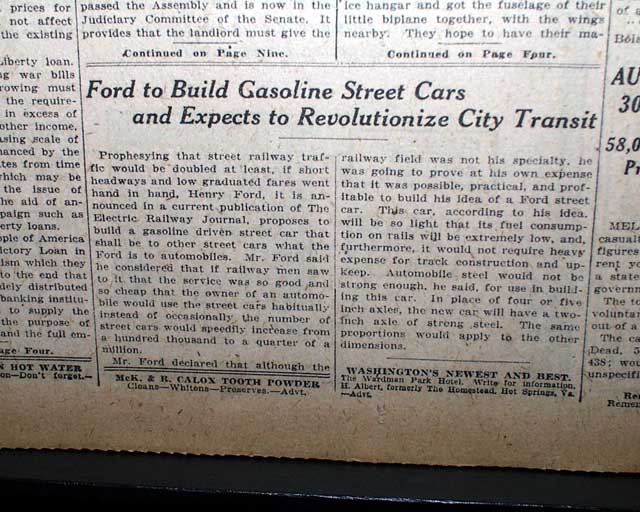 prices for
not affect
the existing
liberty loan.
war bills
rowing must
the require-
in excess of
other income,
scale of
hanced by the
tes from time
which may be
the issue of
the aid of an-
paign such as
erty loans.
ople of America
ictory Loan in
ism which they
to the end that
dely distributed
banking institu-
to supply the
the purpose of
and the full em-
age Four.
N HOT WATER
on—Don't forget.—
passed the Assembly and is now in the
Judiciary Committee of the Senate. It
provides that the landlord must give the
Continued on Page Nine.
ice hangar and got the fuselage of their
little biplane together, with the wings
nearby. They hope to have their ma-
Continued on Page Four.
Ford to Build Gasoline Street Cars
and Expects to Revolutionize City Transit
Prophesying that street railway traf-
fic would be doubled at least, if short
headways and low graduated fares went
hand in hand, Henry Ford, it is an-
nounced in a current publication of The
Electric Railway Journal, proposes to
build a gasoline driven street car that
shall be to other street cars what the
Ford is to automobiles. Mr. Ford said
he considered that if railway men saw
to it that the service was so good and
so cheap that the owner of an automo-
bile would use the street cars habitually
instead of occasionally the number of
street cars would speedily increase from
a hundred thousand to a quarter of a
million.
Mr. Ford declared that although the
McK. & R. CALOX TOOTH POWDER
Cleans—Whitens—Preserves.—Advt.
railway field was not his specialty, he
was going to prove at his own expense
that it was possible, practical, and prof-
itable to build his idea of a Ford street
car. This car, according to his idea,
will be so light that its fuel consump-
tion on rails will be extremely low, and,
furthermore, it would not require heavy
expense for track construction and up-
keep. Automobile steel would not be
strong enough, he said, for use in build-
ing this car. In place of four or five
inch axles, the new car will have a two-
inch axle of strong steel. The same
proportions would apply to the other
dimensions.
WASHINGTON'S NEWEST AND BEST.
The Wardman Park Hotel. Write for information.
H. Albert, formerly The Homestead, Hot Springs, Va.
—Advt.
of a
Bois
AU
30
58,0
Pr
MEL
casual
figures
rent y
a state
govern
The t
voluntar
out of a
The ca
Dead, 5
438; wou
unspecifi
Re
Remen